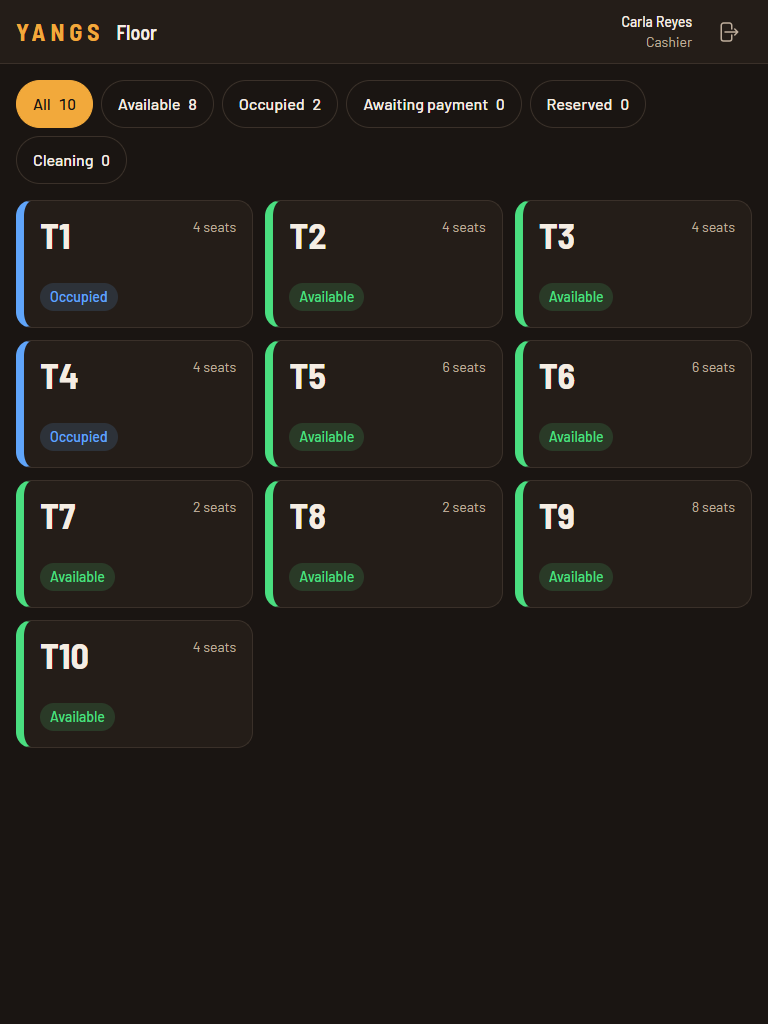 YANGS Floor
Carla Reyes
Cashier
All 10
Available 8
Occupied 2
Awaiting payment 0
Reserved 0
Cleaning 0
T1
4 seats
Occupied
T2
4 seats
Available
T3
4 seats
Available
T4
4 seats
Occupied
T5
6 seats
Available
T6
6 seats
Available
T7
2 seats
Available
T8
2 seats
Available
T9
8 seats
Available
T10
4 seats
Available